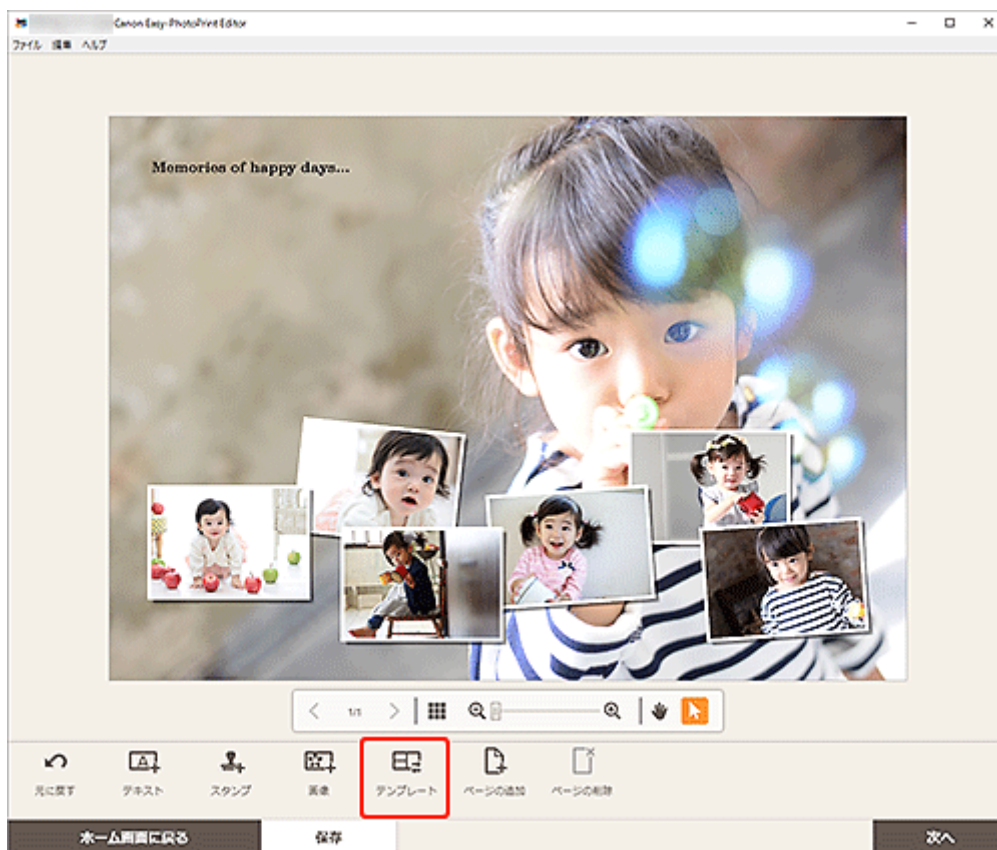 Canon Easy-PhotoPrint Editor
ファイル 編集 ヘルプ
Memories of happy days...
1/1
元に戻す テキスト スタンプ 画像 テンプレート ページの追加 ページの削除
ホーム画面に戻る 保存 次へ